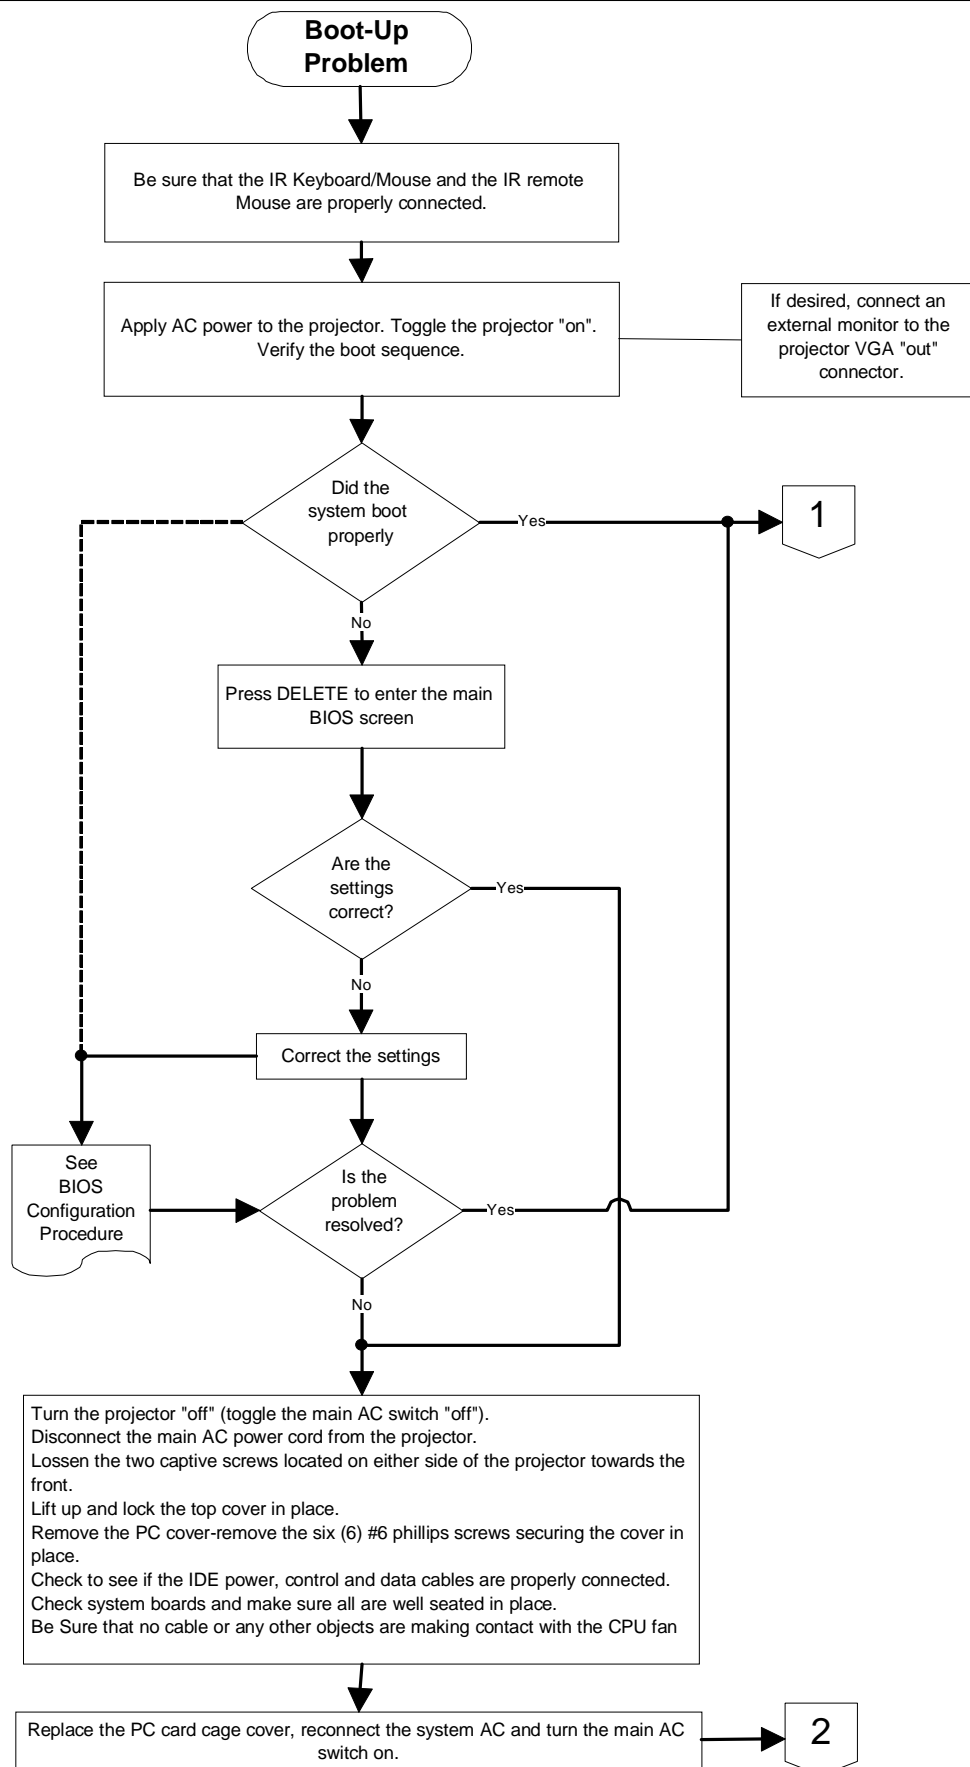 Boot-Up
Problem
Be sure that the IR Keyboard/Mouse and the IR remote
Mouse are properly connected.
Apply AC power to the projector. Toggle the projector "on".
Verify the boot sequence.
If desired, connect an
external monitor to the
projector VGA "out"
connector.
Did the
system boot
properly
Yes
1
No
Press DELETE to enter the main
BIOS screen
Are the
settings
correct?
Yes
No
Correct the settings
See
BIOS
Configuration
Procedure
Is the
problem
resolved?
Yes
No
Turn the projector "off" (toggle the main AC switch "off").
Disconnect the main AC power cord from the projector.
Lossen the two captive screws located on either side of the projector towards the
front.
Lift up and lock the top cover in place.
Remove the PC cover-remove the six (6) #6 phillips screws securing the cover in
place.
Check to see if the IDE power, control and data cables are properly connected.
Check system boards and make sure all are well seated in place.
Be Sure that no cable or any other objects are making contact with the CPU fan
Replace the PC card cage cover, reconnect the system AC and turn the main AC
switch on.
2